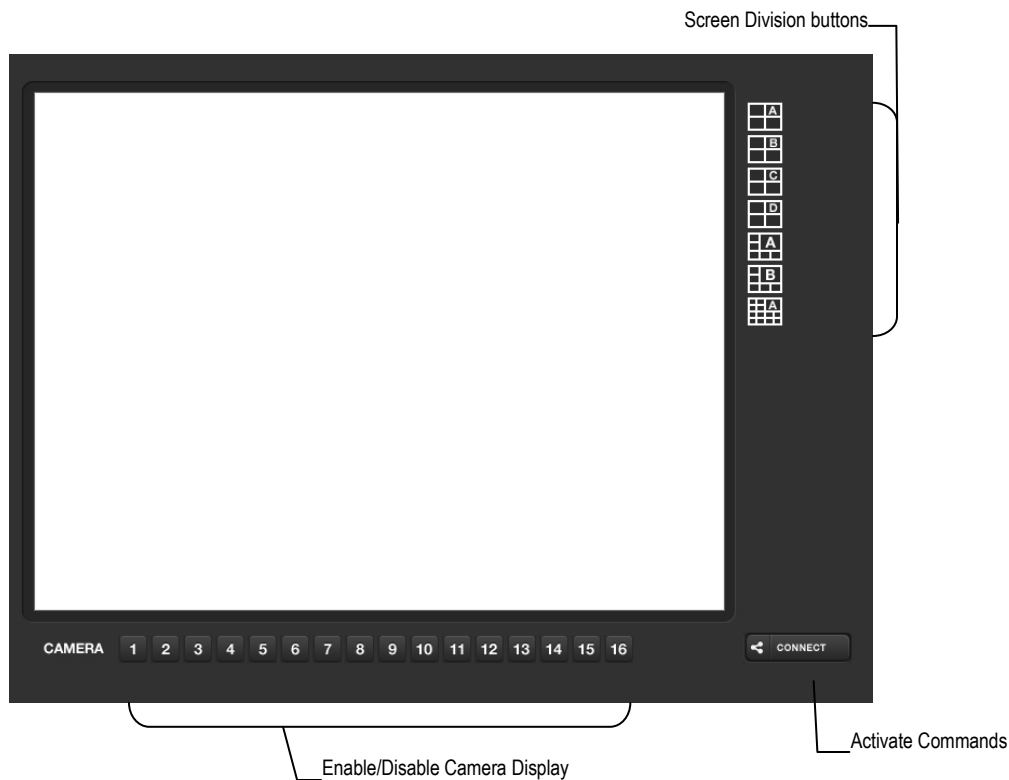 Screen Division buttons
A
B
C
D
A
B
A
CAMERA 1 2 3 4 5 6 7 8 9 10 11 12 13 14 15 16
CONNECT
Activate Commands
Enable/Disable Camera Display